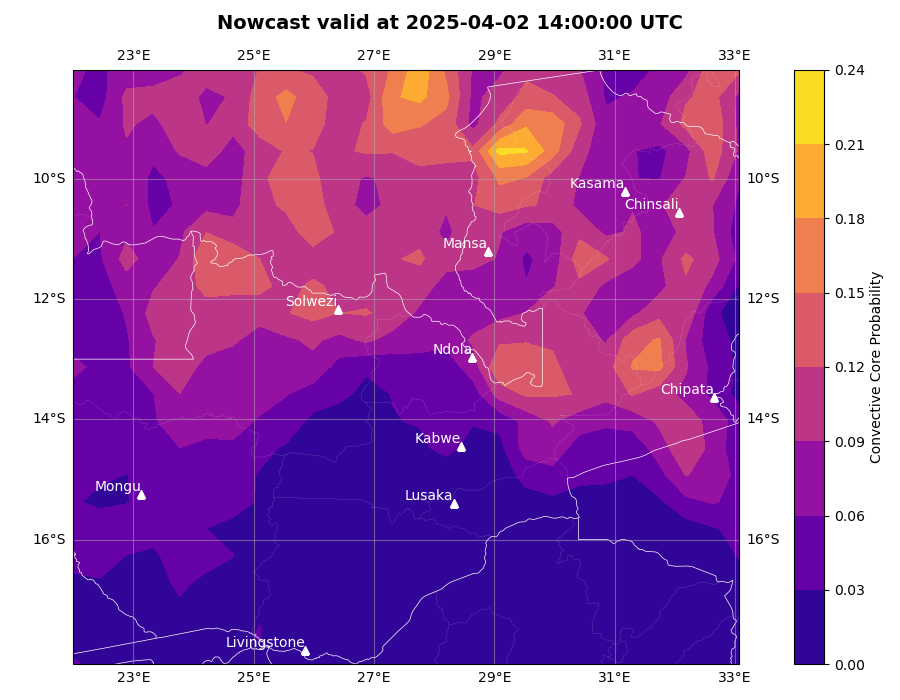 Nowcast valid at 2025-04-02 14:00:00 UTC
23°E 25°E 27°E 29°E 31°E 33°E
0.24
0.21
10°S
Kasama
Chinsali
0.18
Mansa
0.15
12°S
Solwezi
Ndola
0.12
Chipata
14°S
Kabwe
0.09
Mongu
Lusaka
0.06
16°S
0.03
Livingstone
0.00
23°E 25°E 27°E 29°E 31°E 33°E
Convective Core Probability